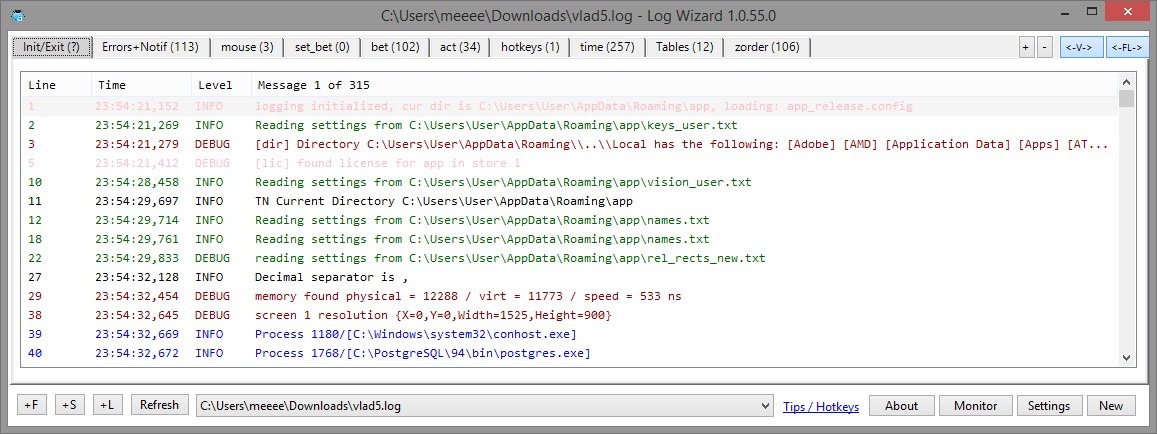 C:\Users\meeee\Downloads\vlad5.log - Log Wizard 1.0.55.0
Init/Exit (?) Errors+Notif (113) mouse (3) set_bet (0) bet (102) act (34) hotkeys (1) time (257) Tables (12) zorder (106) + - <-V-> <-FL->
Line Time Level Message 1 of 315
1 23:54:21,152 INFO logging initialized, cur dir is C:\Users\User\AppData\Roaming\app, loading: app_release.config
2 23:54:21,269 INFO Reading settings from C:\Users\User\AppData\Roaming\app\keys_user.txt
3 23:54:21,279 DEBUG [dir] Directory C:\Users\User\AppData\Roaming\\..\\Local has the following: [Adobe] [AMD] [Application Data] [Apps] [AT...
5 23:54:21,412 DEBUG [lic] found license for app in store 1
10 23:54:28,458 INFO Reading settings from C:\Users\User\AppData\Roaming\app\vision_user.txt
11 23:54:29,697 INFO TN Current Directory C:\Users\User\AppData\Roaming\app
12 23:54:29,714 INFO Reading settings from C:\Users\User\AppData\Roaming\app\names.txt
18 23:54:29,761 INFO Reading settings from C:\Users\User\AppData\Roaming\app\names.txt
22 23:54:29,833 DEBUG reading settings from C:\Users\User\AppData\Roaming\app\rel_rects_new.txt
27 23:54:32,128 INFO Decimal separator is ,
29 23:54:32,454 DEBUG memory found physical = 12288 / virt = 11773 / speed = 533 ns
38 23:54:32,645 DEBUG screen 1 resolution {X=0,Y=0,Width=1525,Height=900}
39 23:54:32,669 INFO Process 1180/[C:\Windows\system32\conhost.exe]
40 23:54:32,672 INFO Process 1768/[C:\PostgreSQL\94\bin\postgres.exe]
+F +S +L Refresh C:\Users\meeee\Downloads\vlad5.log Tips / Hotkeys About Monitor Settings New